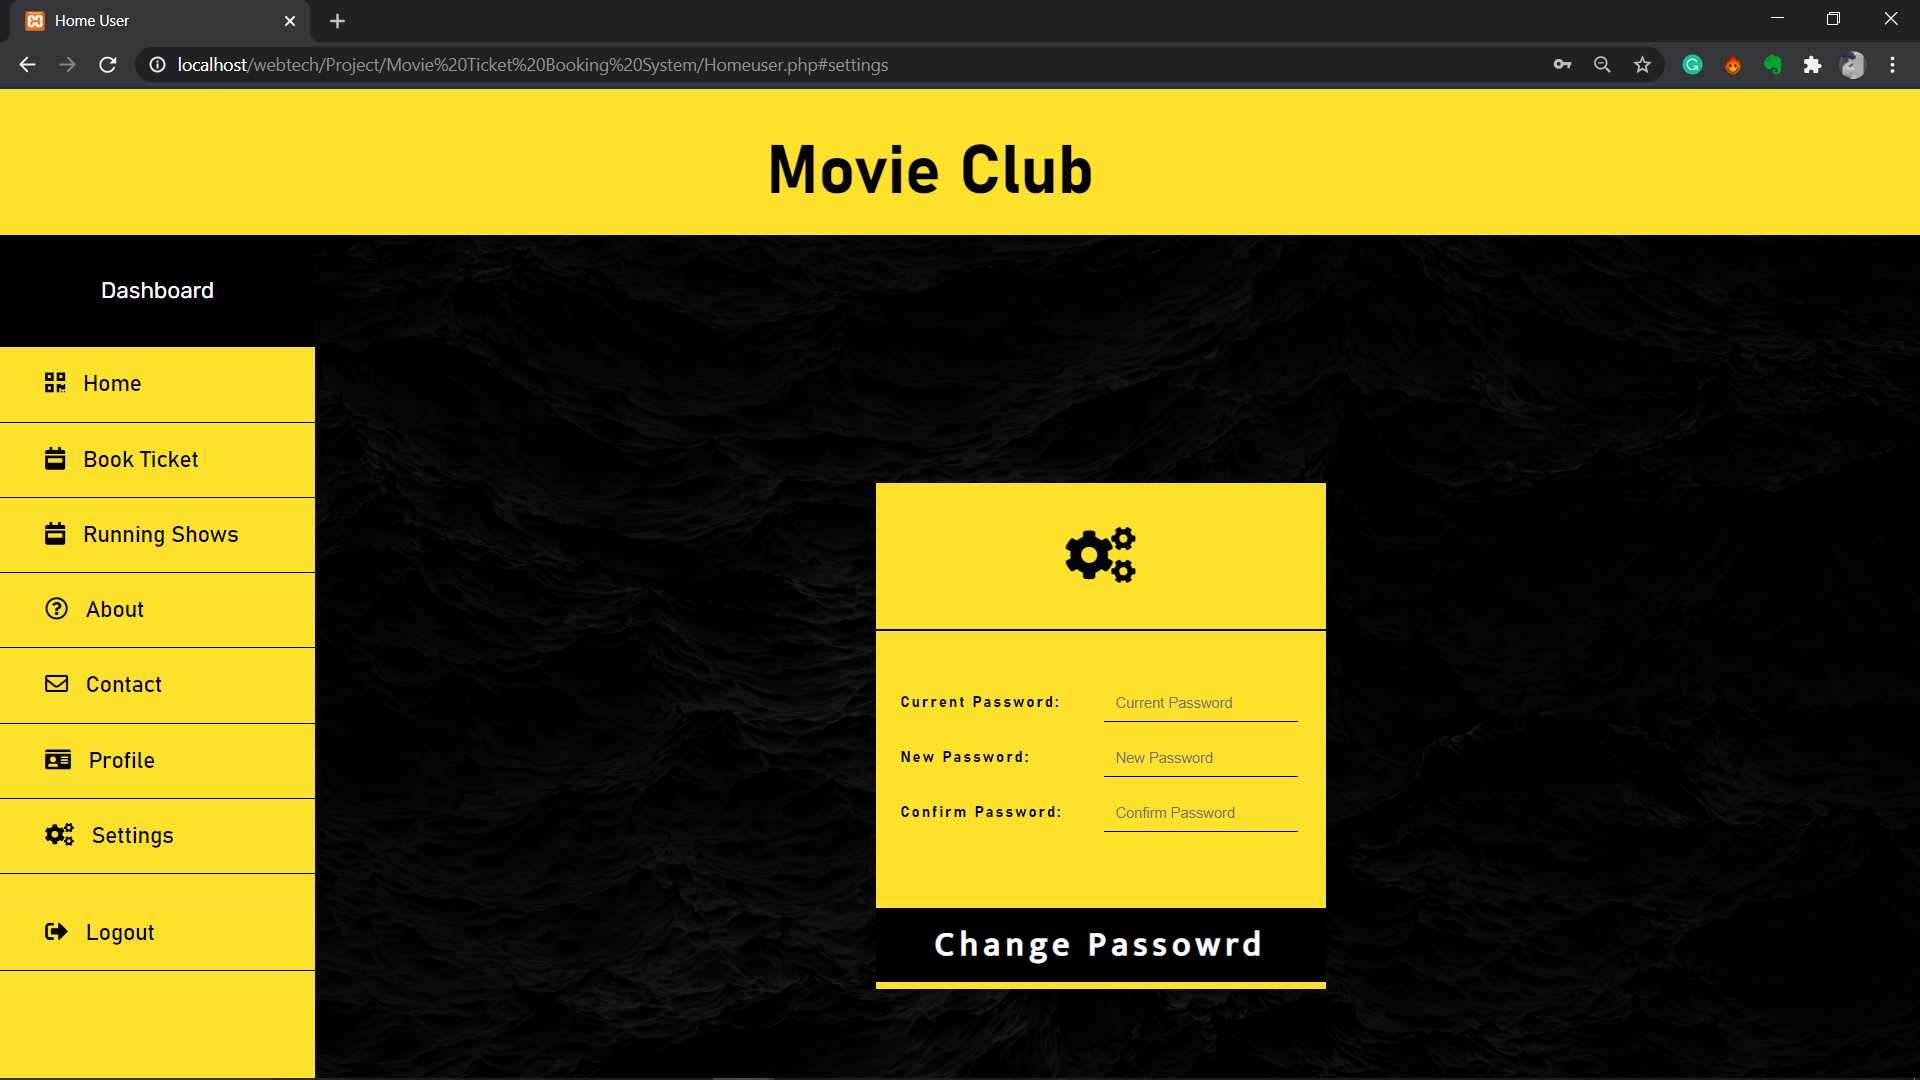 Home User
localhost/webtech/Project/Movie%20Ticket%20Booking%20System/Homeuser.php#settings
Movie Club
Dashboard
Home
Book Ticket
Running Shows
About
Contact
Profile
Settings
Logout
Current Password: Current Password
New Password: New Password
Confirm Password: Confirm Password
Change Passowrd